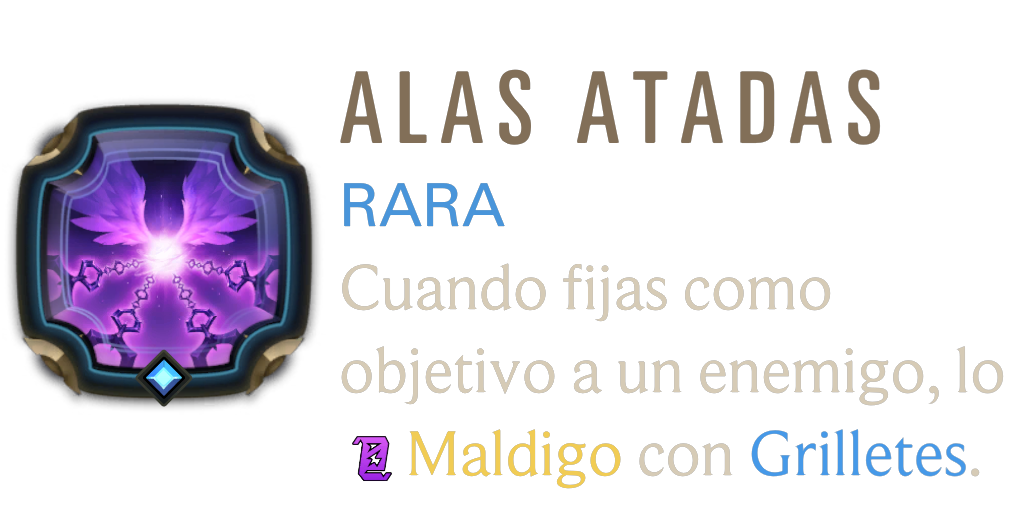 ALAS ATADAS
RARA
Cuando fijas como
objetivo a un enemigo, lo
Maldigo con Grilletes.